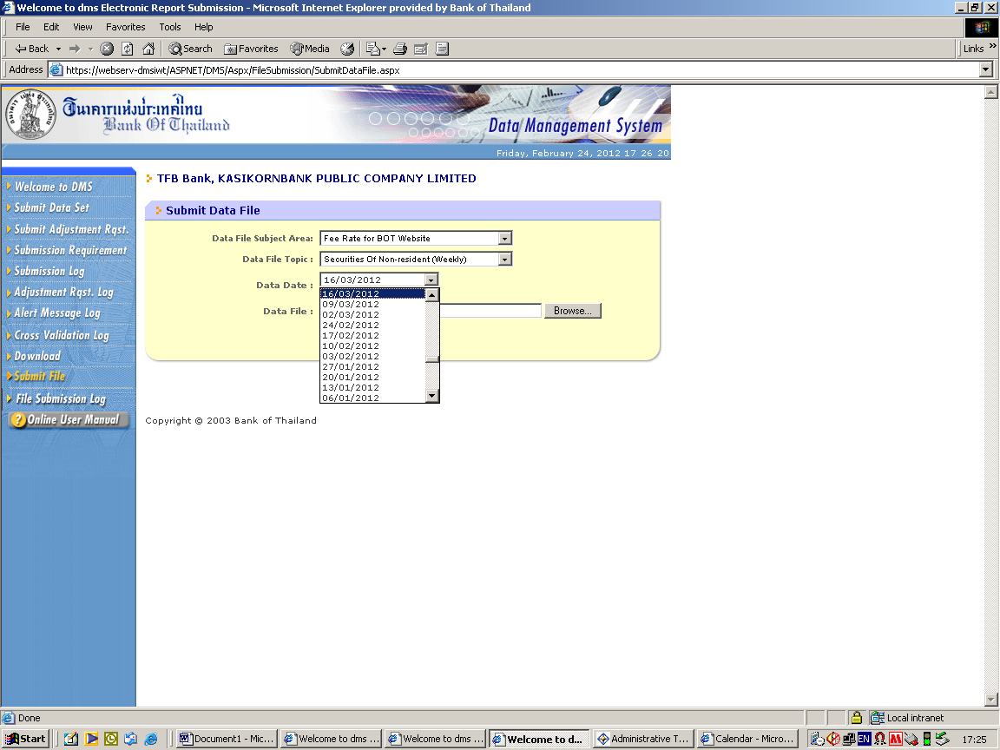 Welcome to dms Electronic Report Submission - Microsoft Internet Explorer provided by Bank of Thailand
File Edit View Favorites Tools Help
Back Search Favorites Media Links »
Address https://webserv-dmsiwt/ASPNET/DMS/Aspx/FileSubmission/SubmitDataFile.aspx
ธนาคารแห่งประเทศไทย
Bank Of Thailand
Data Management System
Friday, February 24, 2012 17 26 20
Welcome to DMS
Submit Data Set
Submit Adjustment Rqst.
Submission Requirement
Submission Log
Adjustment Rqst. Log
Alert Message Log
Cross Validation Log
Download
Submit File
File Submission Log
? Online User Manual
TFB Bank, KASIKORNBANK PUBLIC COMPANY LIMITED
Submit Data File
Data File Subject Area: Fee Rate for BOT Website
Data File Topic : Securities Of Non-resident (Weekly)
Data Date : 16/03/2012
16/03/2012
09/03/2012
02/03/2012
24/02/2012
17/02/2012
10/02/2012
03/02/2012
27/01/2012
20/01/2012
13/01/2012
06/01/2012
Data File : Browse...
Copyright © 2003 Bank of Thailand
Done Local intranet
Start Document1 - Mic... Welcome to dms ... Welcome to dms ... Welcome to d... Administrative T... Calendar - Micro... EN 17:25